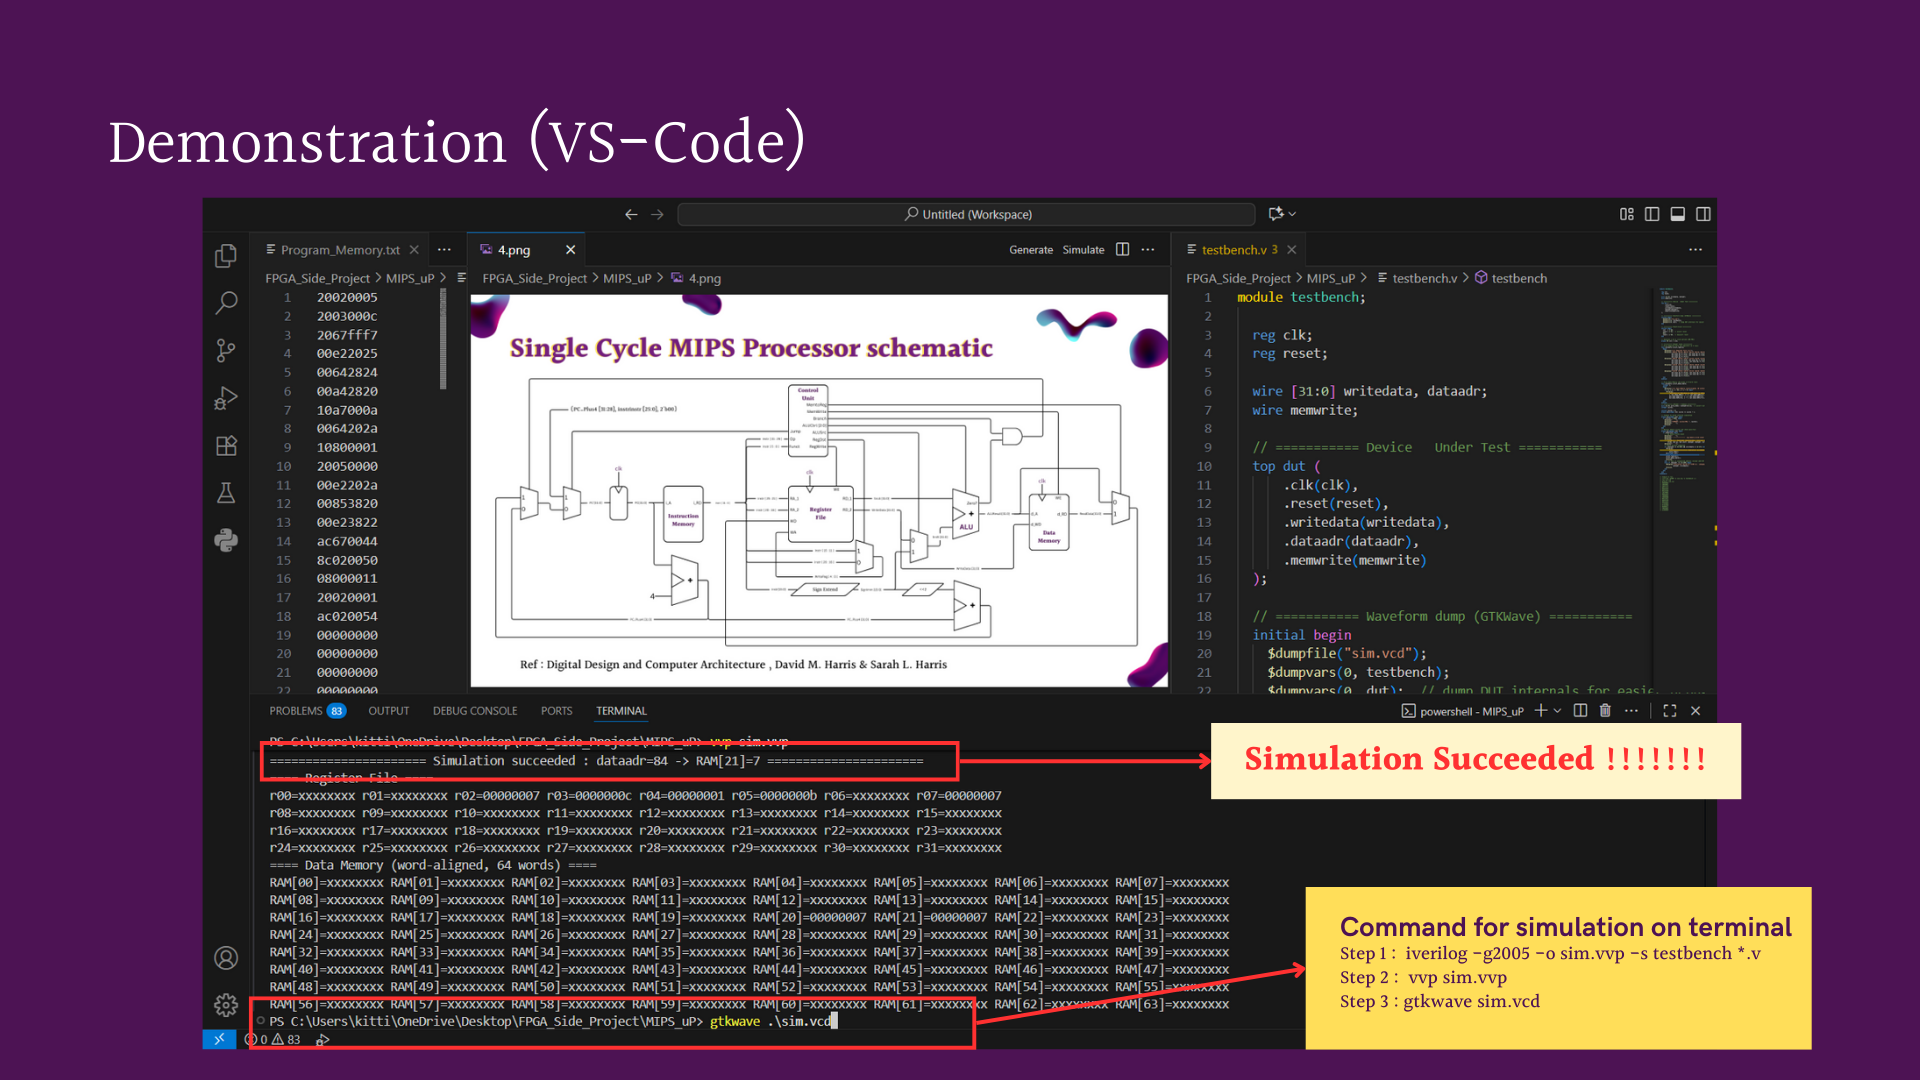 Demonstration (VS-Code)
Untitled (Workspace)
Program_Memory.txt
FPGA_Side_Project > MIPS_uP >
1 20020005
2 2003000c
3 2067fff7
4 00e22025
5 00642824
6 00a42820
7 10a7000a
8 0064202a
9 10800001
10 20050000
11 00e2202a
12 00853820
13 00e23822
14 ac670044
15 8c020050
16 08000011
17 20020001
18 ac020054
19 00000000
20 00000000
21 00000000
22 00000000
4.png
Generate Simulate
FPGA_Side_Project > MIPS_uP > 4.png
Single Cycle MIPS Processor schematic
Control
Unit
clk
clk
clk
Instruction
Memory
Register
File
ALU
Data
Memory
Sign Extend
4
Ref : Digital Design and Computer Architecture , David M. Harris & Sarah L. Harris
testbench.v 3
FPGA_Side_Project > MIPS_uP > testbench.v > testbench
1 module testbench;
2
3 reg clk;
4 reg reset;
5
6 wire [31:0] writedata, dataadr;
7 wire memwrite;
8
9 // =========== Device Under Test ===========
10 top dut (
11 .clk(clk),
12 .reset(reset),
13 .writedata(writedata),
14 .dataadr(dataadr),
15 .memwrite(memwrite)
16 );
17
18 // =========== Waveform dump (GTKWave) ===========
19 initial begin
20 $dumpfile("sim.vcd");
21 $dumpvars(0, testbench);
22 $dumpvars(0, dut); // dump DUT internals for
PROBLEMS 83 OUTPUT DEBUG CONSOLE PORTS TERMINAL
powershell - MIPS_uP
PS C:\Users\kitti\OneDrive\Desktop\FPGA_Side_Project\MIPS_uP> vvp sim.vvp
====================== Simulation succeeded : dataadr=84 -> RAM[21]=7 ======================
==== Register File ====
r00=xxxxxxxx r01=xxxxxxxx r02=00000007 r03=0000000c r04=00000001 r05=0000000b r06=xxxxxxxx r07=00000007
r08=xxxxxxxx r09=xxxxxxxx r10=xxxxxxxx r11=xxxxxxxx r12=xxxxxxxx r13=xxxxxxxx r14=xxxxxxxx r15=xxxxxxxx
r16=xxxxxxxx r17=xxxxxxxx r18=xxxxxxxx r19=xxxxxxxx r20=xxxxxxxx r21=xxxxxxxx r22=xxxxxxxx r23=xxxxxxxx
r24=xxxxxxxx r25=xxxxxxxx r26=xxxxxxxx r27=xxxxxxxx r28=xxxxxxxx r29=xxxxxxxx r30=xxxxxxxx r31=xxxxxxxx
==== Data Memory (word-aligned, 64 words) ====
RAM[00]=xxxxxxxx RAM[01]=xxxxxxxx RAM[02]=xxxxxxxx RAM[03]=xxxxxxxx RAM[04]=xxxxxxxx RAM[05]=xxxxxxxx RAM[06]=xxxxxxxx RAM[07]=xxxxxxxx
RAM[08]=xxxxxxxx RAM[09]=xxxxxxxx RAM[10]=xxxxxxxx RAM[11]=xxxxxxxx RAM[12]=xxxxxxxx RAM[13]=xxxxxxxx RAM[14]=xxxxxxxx RAM[15]=xxxxxxxx
RAM[16]=xxxxxxxx RAM[17]=xxxxxxxx RAM[18]=xxxxxxxx RAM[19]=xxxxxxxx RAM[20]=00000007 RAM[21]=00000007 RAM[22]=xxxxxxxx RAM[23]=xxxxxxxx
RAM[24]=xxxxxxxx RAM[25]=xxxxxxxx RAM[26]=xxxxxxxx RAM[27]=xxxxxxxx RAM[28]=xxxxxxxx RAM[29]=xxxxxxxx RAM[30]=xxxxxxxx RAM[31]=xxxxxxxx
RAM[32]=xxxxxxxx RAM[33]=xxxxxxxx RAM[34]=xxxxxxxx RAM[35]=xxxxxxxx RAM[36]=xxxxxxxx RAM[37]=xxxxxxxx RAM[38]=xxxxxxxx RAM[39]=xxxxxxxx
RAM[40]=xxxxxxxx RAM[41]=xxxxxxxx RAM[42]=xxxxxxxx RAM[43]=xxxxxxxx RAM[44]=xxxxxxxx RAM[45]=xxxxxxxx RAM[46]=xxxxxxxx RAM[47]=xxxxxxxx
RAM[48]=xxxxxxxx RAM[49]=xxxxxxxx RAM[50]=xxxxxxxx RAM[51]=xxxxxxxx RAM[52]=xxxxxxxx RAM[53]=xxxxxxxx RAM[54]=xxxxxxxx RAM[55]=xxxxxxxx
RAM[56]=xxxxxxxx RAM[57]=xxxxxxxx RAM[58]=xxxxxxxx RAM[59]=xxxxxxxx RAM[60]=xxxxxxxx RAM[61]=xxxxxxxx RAM[62]=xxxxxxxx RAM[63]=xxxxxxxx
PS C:\Users\kitti\OneDrive\Desktop\FPGA_Side_Project\MIPS_uP> gtkwave .\sim.vcd
0 83
Simulation Succeeded !!!!!!!
Command for simulation on terminal
Step 1 : iverilog -g2005 -o sim.vvp -s testbench *.v
Step 2 : vvp sim.vvp
Step 3 : gtkwave sim.vcd